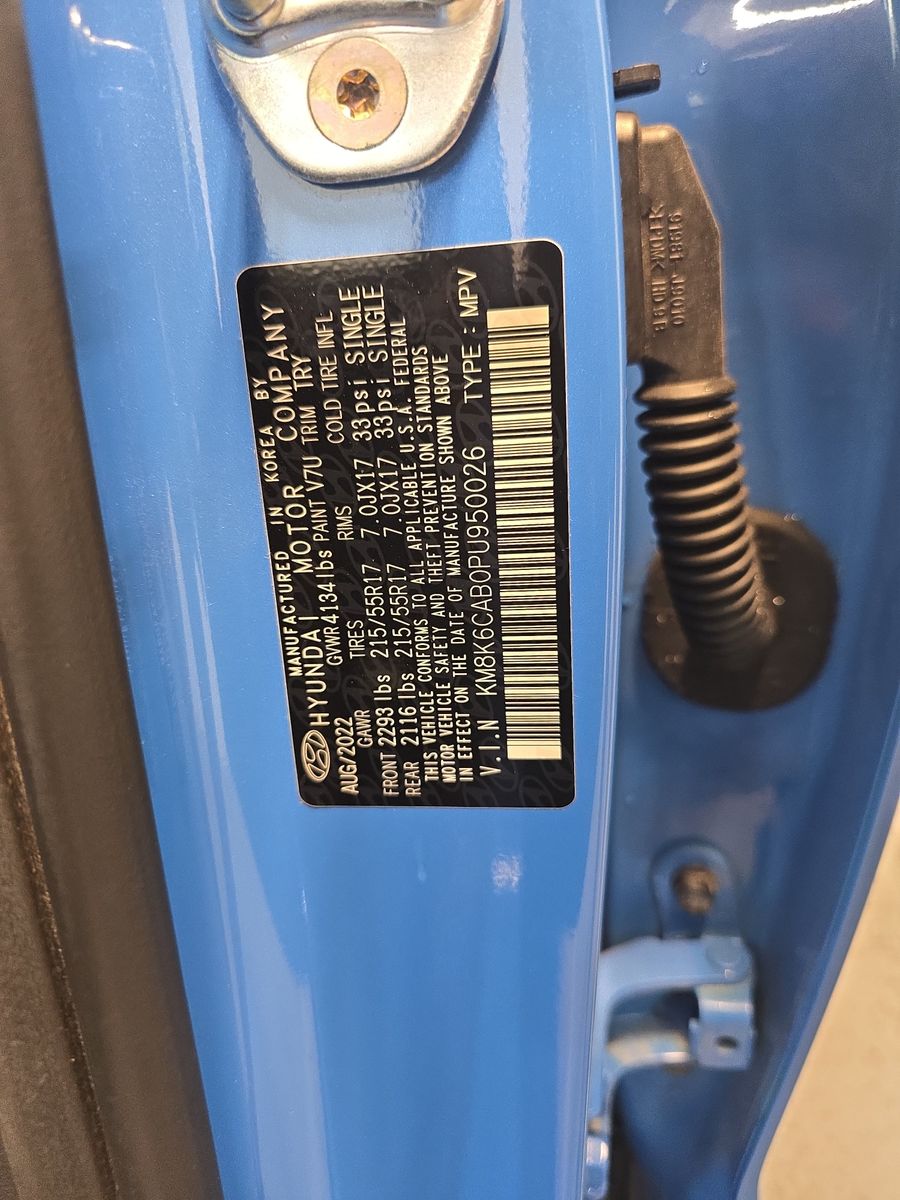 MANUFACTURED IN KOREA BY
HYUNDAI MOTOR COMPANY
AUG/2022 GVWR 4134 lbs PAINT V7U TRIM TRY
GAWR TIRES RIMS COLD TIRE INFL
FRONT 2293 lbs 215/55R17 7.0JX17 33psi SINGLE
REAR 2116 lbs 215/55R17 7.0JX17 33psi SINGLE
THIS VEHICLE CONFORMS TO ALL APPLICABLE U.S.A. FEDERAL
MOTOR VEHICLE SAFETY AND THEFT PREVENTION STANDARDS
IN EFFECT ON THE DATE OF MANUFACTURE SHOWN ABOVE
V.I.N KM8K6CAB0PU950026 TYPE : MPV
91981-J9010